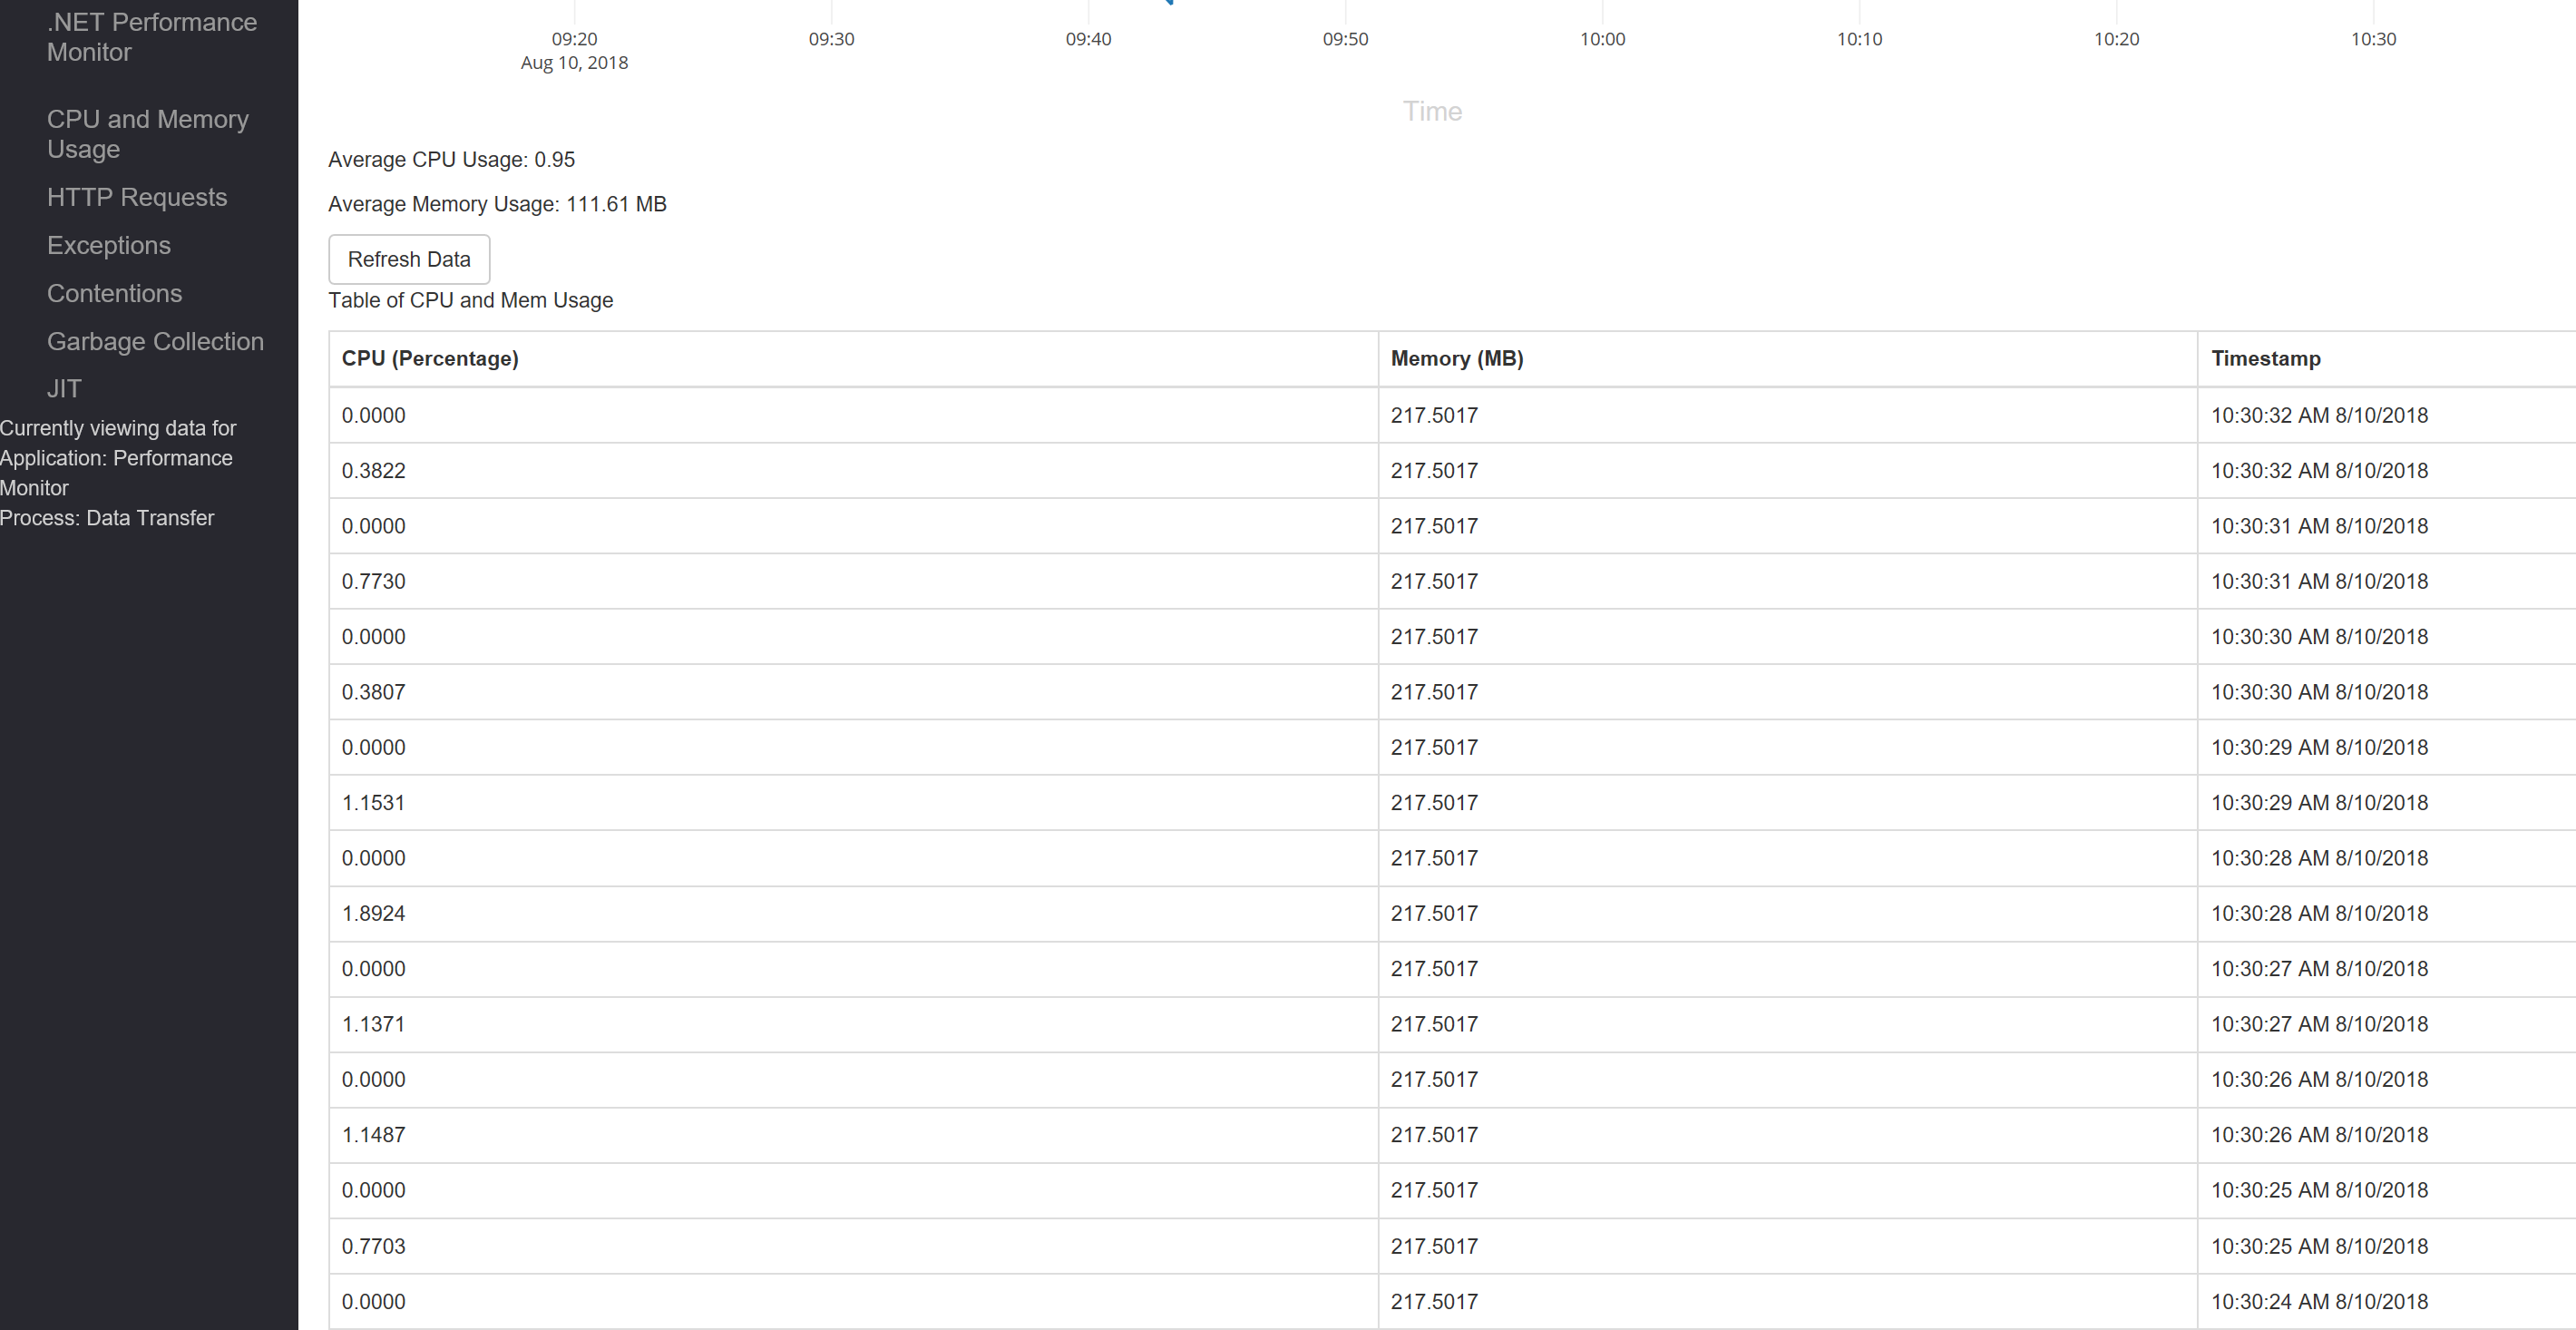 .NET Performance
Monitor
CPU and Memory
Usage
HTTP Requests
Exceptions
Contentions
Garbage Collection
JIT
Currently viewing data for
Application: Performance
Monitor
Process: Data Transfer
09:20 09:30 09:40 09:50 10:00 10:10 10:20 10:30
Aug 10, 2018
Time
Average CPU Usage: 0.95
Average Memory Usage: 111.61 MB
Refresh Data
Table of CPU and Mem Usage
CPU (Percentage) Memory (MB) Timestamp
0.0000 217.5017 10:30:32 AM 8/10/2018
0.3822 217.5017 10:30:32 AM 8/10/2018
0.0000 217.5017 10:30:31 AM 8/10/2018
0.7730 217.5017 10:30:31 AM 8/10/2018
0.0000 217.5017 10:30:30 AM 8/10/2018
0.3807 217.5017 10:30:30 AM 8/10/2018
0.0000 217.5017 10:30:29 AM 8/10/2018
1.1531 217.5017 10:30:29 AM 8/10/2018
0.0000 217.5017 10:30:28 AM 8/10/2018
1.8924 217.5017 10:30:28 AM 8/10/2018
0.0000 217.5017 10:30:27 AM 8/10/2018
1.1371 217.5017 10:30:27 AM 8/10/2018
0.0000 217.5017 10:30:26 AM 8/10/2018
1.1487 217.5017 10:30:26 AM 8/10/2018
0.0000 217.5017 10:30:25 AM 8/10/2018
0.7703 217.5017 10:30:25 AM 8/10/2018
0.0000 217.5017 10:30:24 AM 8/10/2018